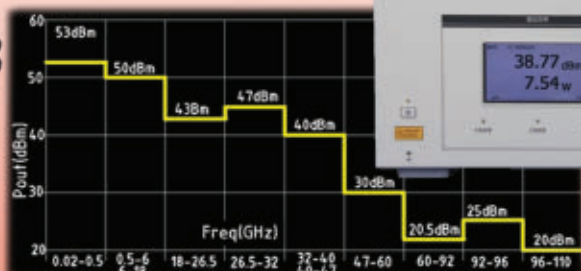 60
53dBm
50
50dBm
43Bm
47dBm
40
40dBm
30
30dBm
20.5dBm
25dBm
20dBm
20
Pout(dBm)
Freq(GHz)
0.02-0.5
0.5-6
18-26.5
26.5-32
32-40
47-60
60-92
92-96
96-110
38.77 dBm
7.54 W